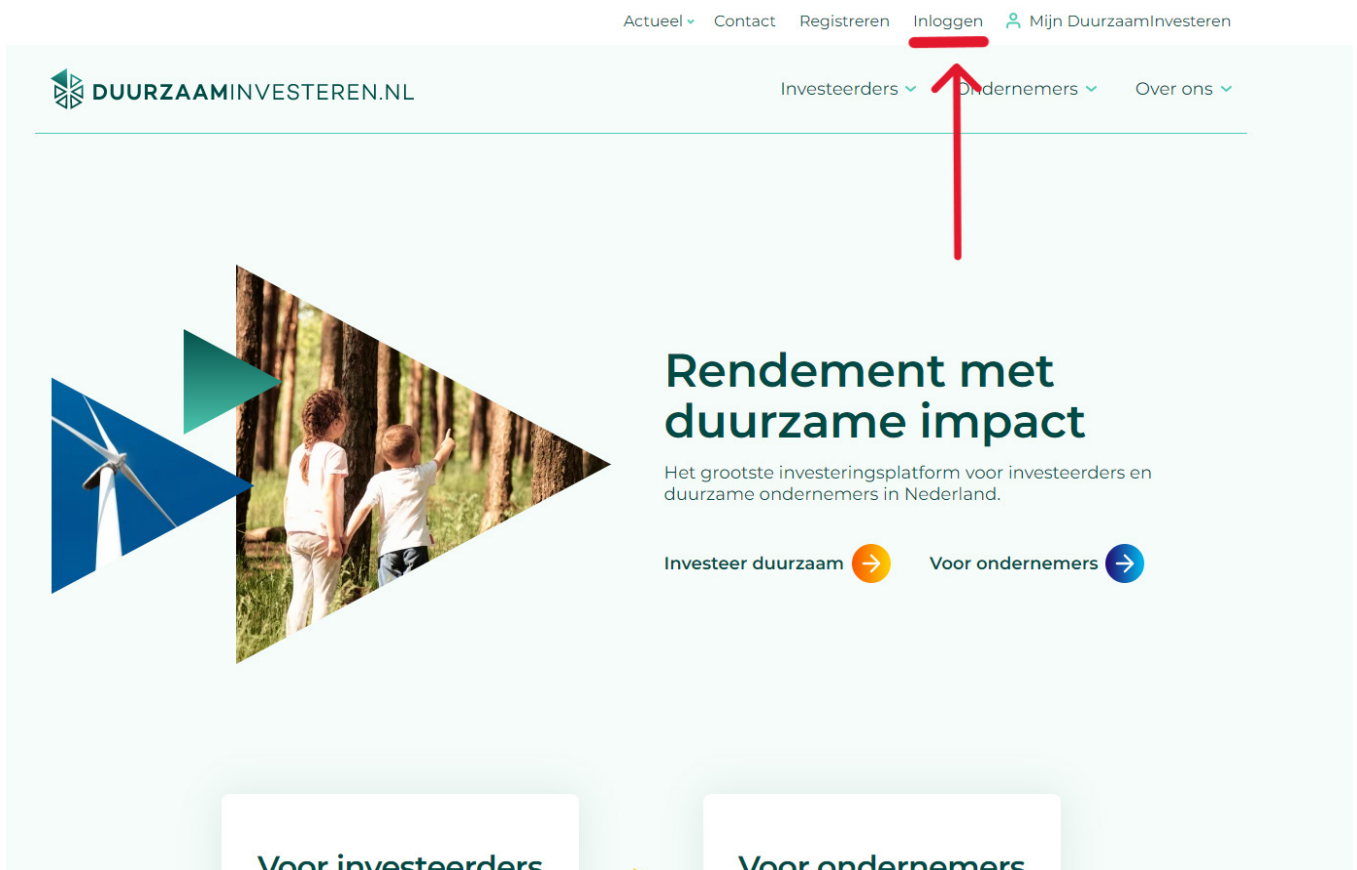 Actueel Contact Registreren Inloggen Mijn DuurzaamInvesteren
DUURZAAMINVESTEREN.NL Investeerders Ondernemers Over ons
Rendement met
duurzame impact
Het grootste investeringsplatform voor investeerders en
duurzame ondernemers in Nederland.
Investeer duurzaam Voor ondernemers
Voor investeerders Voor ondernemers